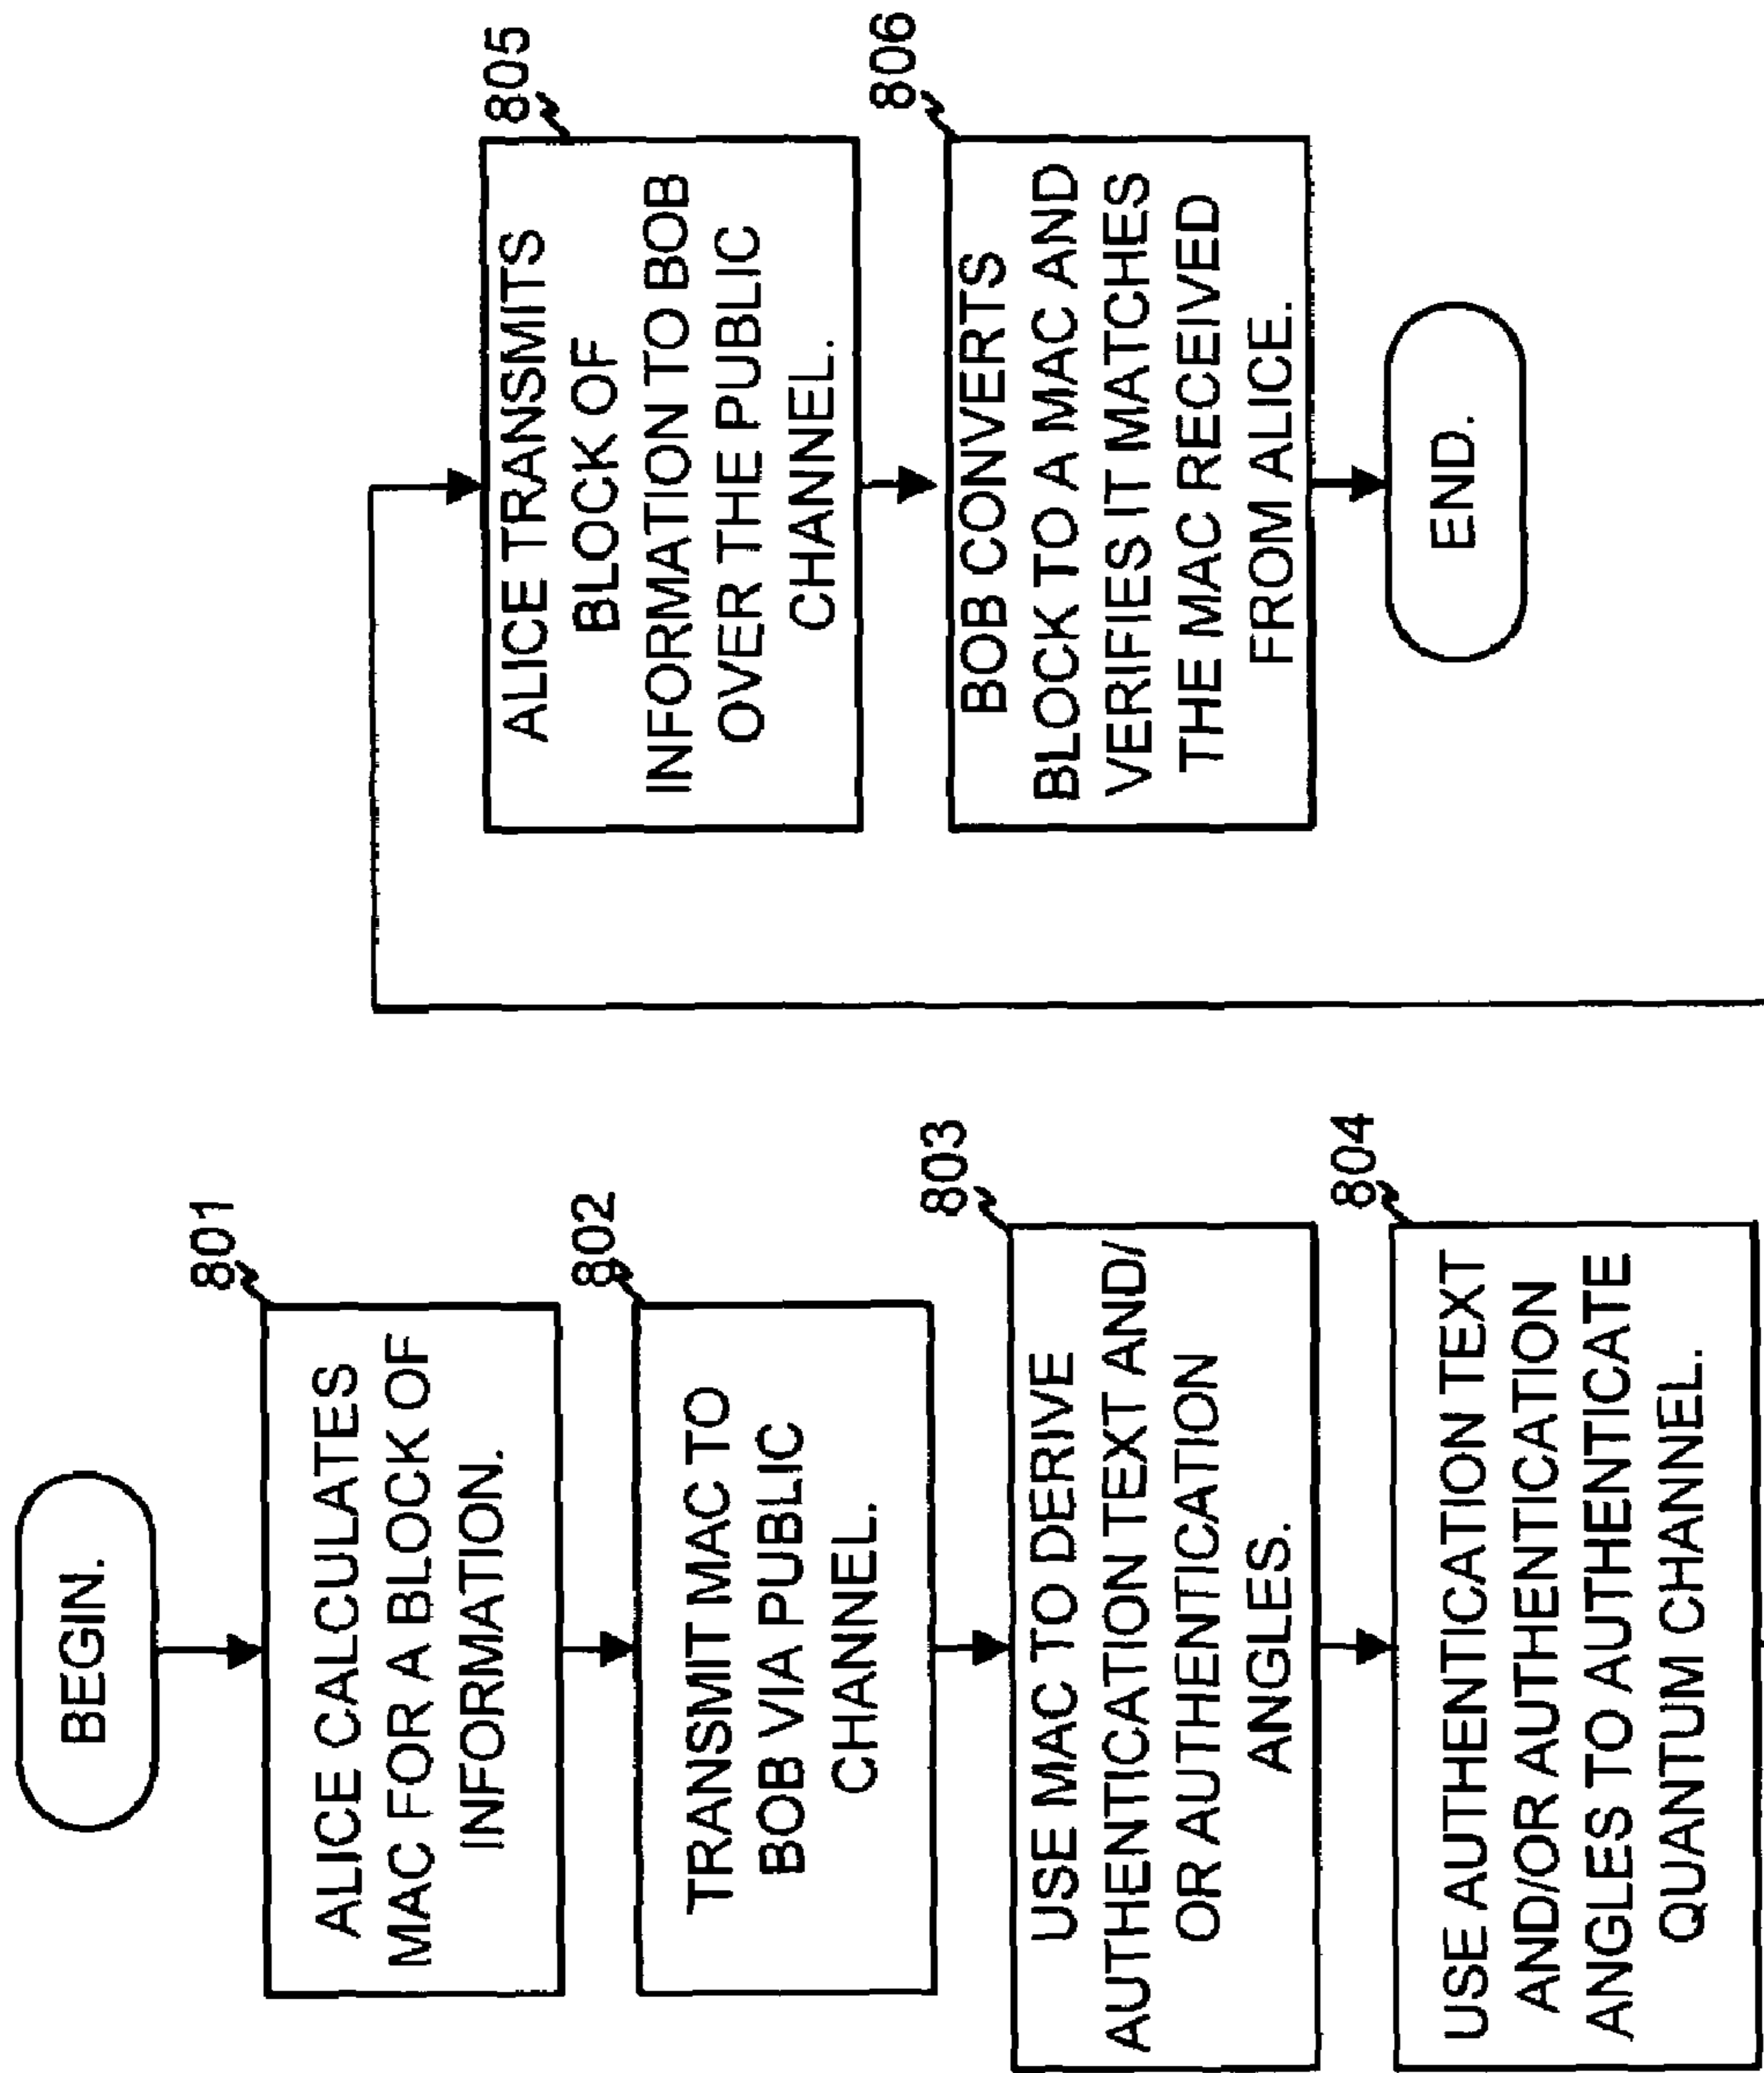 BEGIN.
801
ALICE CALCULATES
MAC FOR A BLOCK OF
INFORMATION.
802
TRANSMIT MAC TO
BOB VIA PUBLIC
CHANNEL.
803
USE MAC TO DERIVE
AUTHENTICATION TEXT AND/
OR AUTHENTICATION
ANGLES.
804
USE AUTHENTICATION TEXT
AND/OR AUTHENTICATION
ANGLES TO AUTHENTICATE
QUANTUM CHANNEL.
805
ALICE TRANSMITS
BLOCK OF
INFORMATION TO BOB
OVER THE PUBLIC
CHANNEL.
806
BOB CONVERTS
BLOCK TO A MAC AND
VERIFIES IT MATCHES
THE MAC RECEIVED
FROM ALICE.
END.